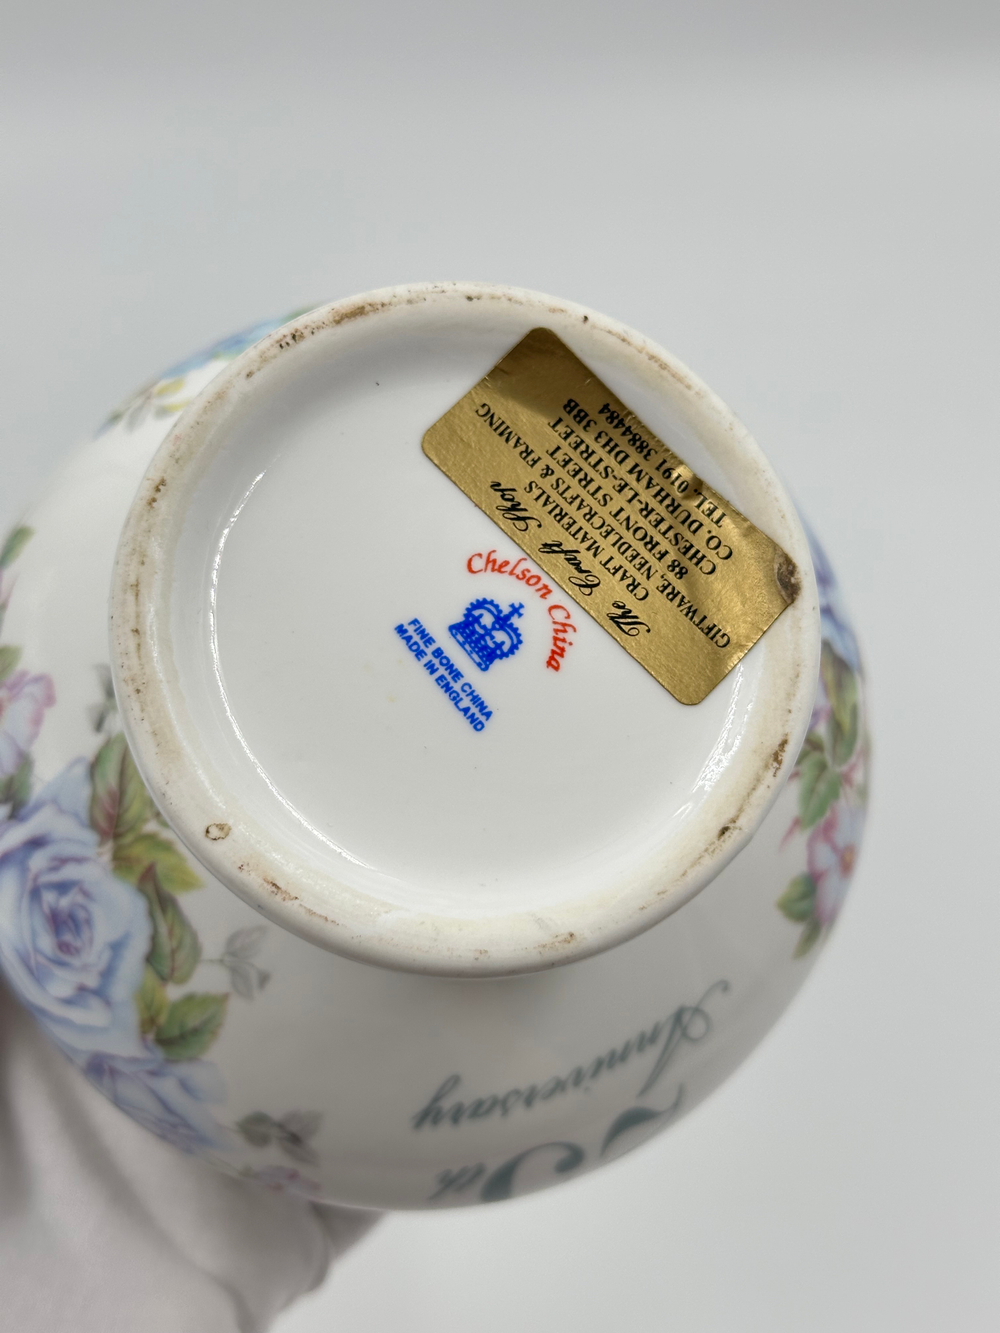 The Craft Shop
CRAFT MATERIALS
GIFTWARE, NEEDLECRAFTS & FRAMING
88 FRONT STREET
CHESTER-LE-STREET
CO. DURHAM DH3 3BB
TEL. 0191 3884484
Chelson China
FINE BONE CHINA
MADE IN ENGLAND
th
Anniversary